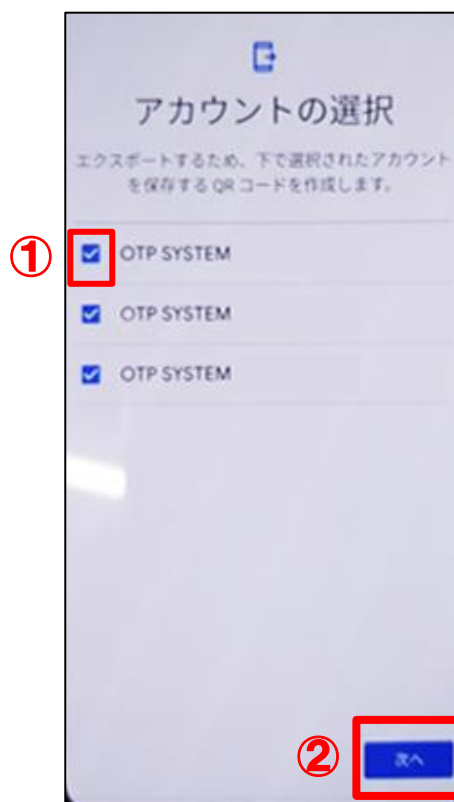 アカウントの選択
エクスポートするため、下で選択されたアカウント
を保存する QR コードを作成します。
① OTP SYSTEM
OTP SYSTEM
OTP SYSTEM
② 次へ